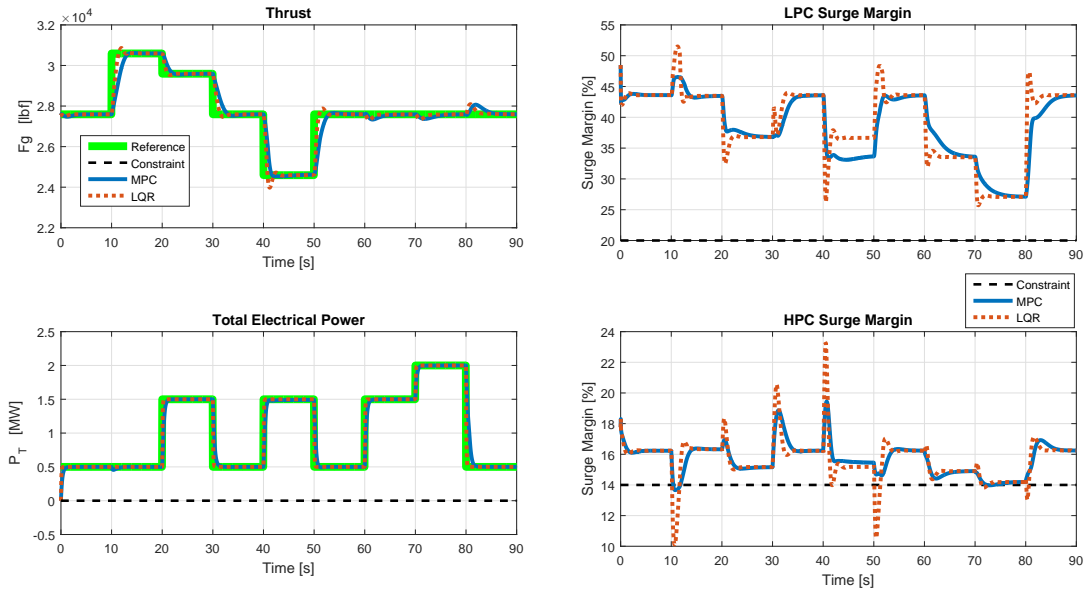 Thrust
×10⁴
3.4
3.2
3
2.8
2.6
2.4
2.2
Fg [lbf]
Reference
Constraint
MPC
LQR
0 10 20 30 40 50 60 70 80 90
Time [s]
LPC Surge Margin
55
50
45
40
35
30
25
20
Surge Margin [%]
0 10 20 30 40 50 60 70 80 90
Time [s]
Total Electrical Power
2.5
2
1.5
1
0.5
0
-0.5
P_T [MW]
0 10 20 30 40 50 60 70 80 90
Time [s]
Constraint
MPC
LQR
HPC Surge Margin
24
22
20
18
16
14
12
10
Surge Margin [%]
0 10 20 30 40 50 60 70 80 90
Time [s]